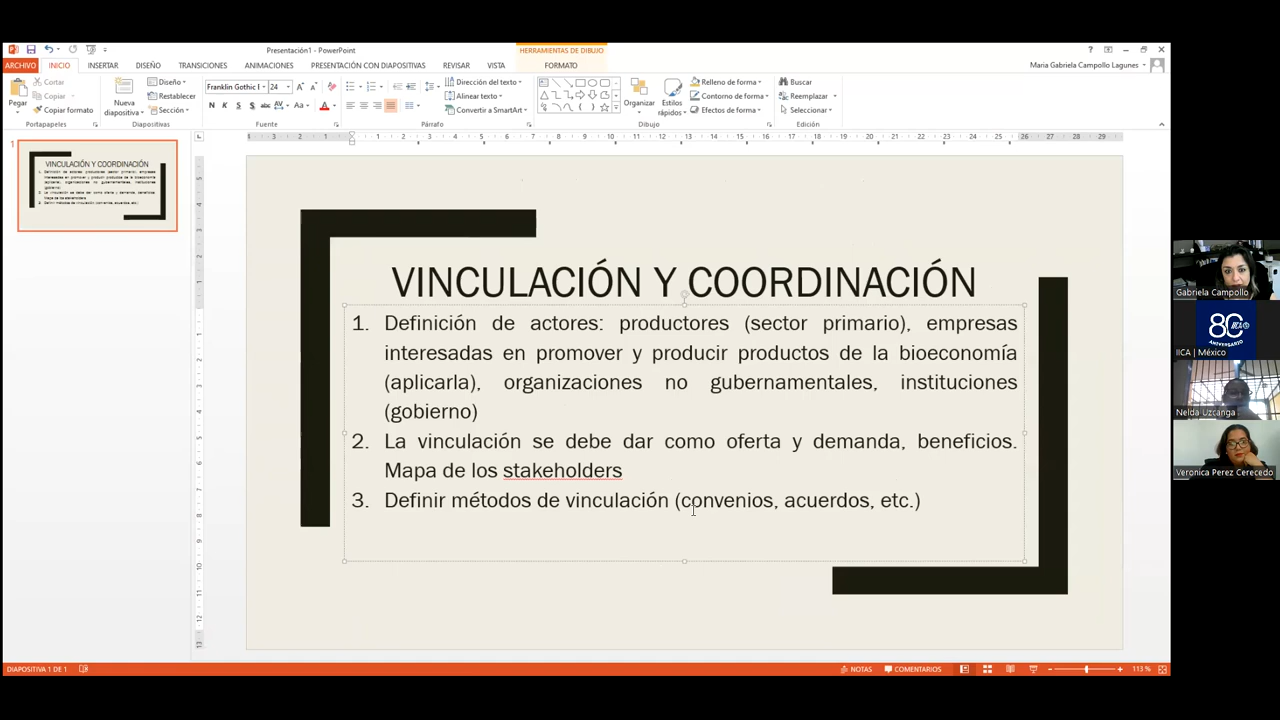 Presentación1 - PowerPoint
HERRAMIENTAS DE DIBUJO
ARCHIVO INICIO INSERTAR DISEÑO TRANSICIONES ANIMACIONES PRESENTACIÓN CON DIAPOSITIVAS REVISAR VISTA FORMATO
Maria Gabriela Campollo Lagunes
Pegar
Cortar
Copiar
Copiar formato
Portapapeles
Nueva diapositiva
Diseño
Restablecer
Sección
Diapositivas
Franklin Gothic 24
Fuente
Dirección del texto
Alinear texto
Convertir a SmartArt
Párrafo
Organizar
Estilos rápidos
Relleno de forma
Contorno de forma
Efectos de forma
Dibujo
Buscar
Reemplazar
Seleccionar
Edición
1
VINCULACIÓN Y COORDINACIÓN
1. Definición de actores: productores (sector primario), empresas
interesadas en promover y producir productos de la bioeconomía
(aplicarla), organizaciones no gubernamentales, instituciones
(gobierno)
2. La vinculación se debe dar como oferta y demanda, beneficios.
Mapa de los stakeholders
3. Definir métodos de vinculación (convenios, acuerdos, etc.)
Gabriela Campollo
80 IICA
ANIVERSARIO
IICA | México
Nelda Uzcanga
Veronica Perez Cerecedo
DIAPOSITIVA 1 DE 1
NOTAS
COMENTARIOS
113 %